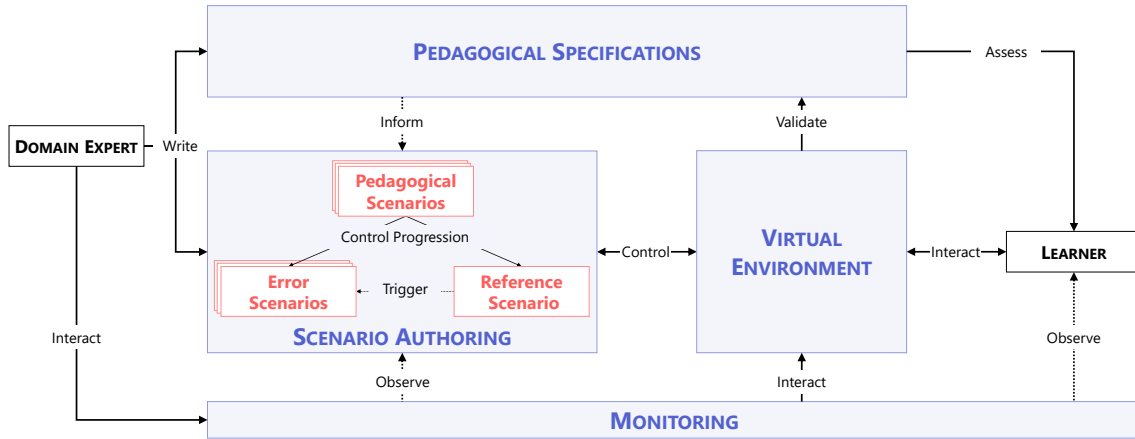 PEDAGOGICAL SPECIFICATIONS
Assess
Inform
Validate
DOMAIN EXPERT
Write
Pedagogical
Scenarios
Control Progression
Error
Scenarios
Trigger
Reference
Scenario
SCENARIO AUTHORING
Control
VIRTUAL
ENVIRONMENT
Interact
LEARNER
Interact
Observe
Interact
Observe
MONITORING